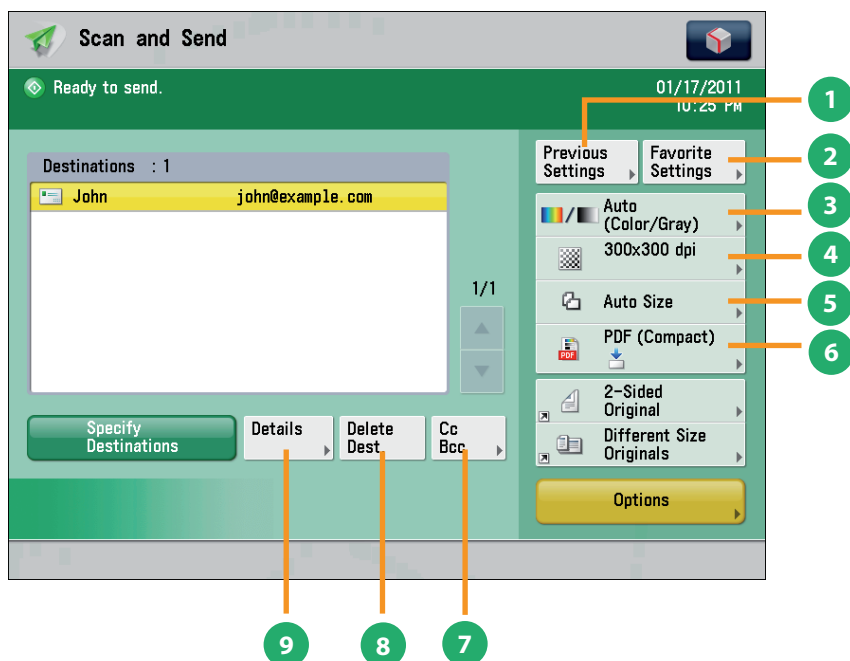 Scan and Send
Ready to send.
01/17/2011
10:25 PM
Destinations : 1
John john@example.com
1/1
Specify
Destinations
Details
Delete
Dest.
Cc
Bcc
Previous
Settings
Favorite
Settings
Auto
(Color/Gray)
300x300 dpi
Auto Size
PDF
PDF (Compact)
2-Sided
Original
Different Size
Originals
Options
1
2
3
4
5
6
9
8
7